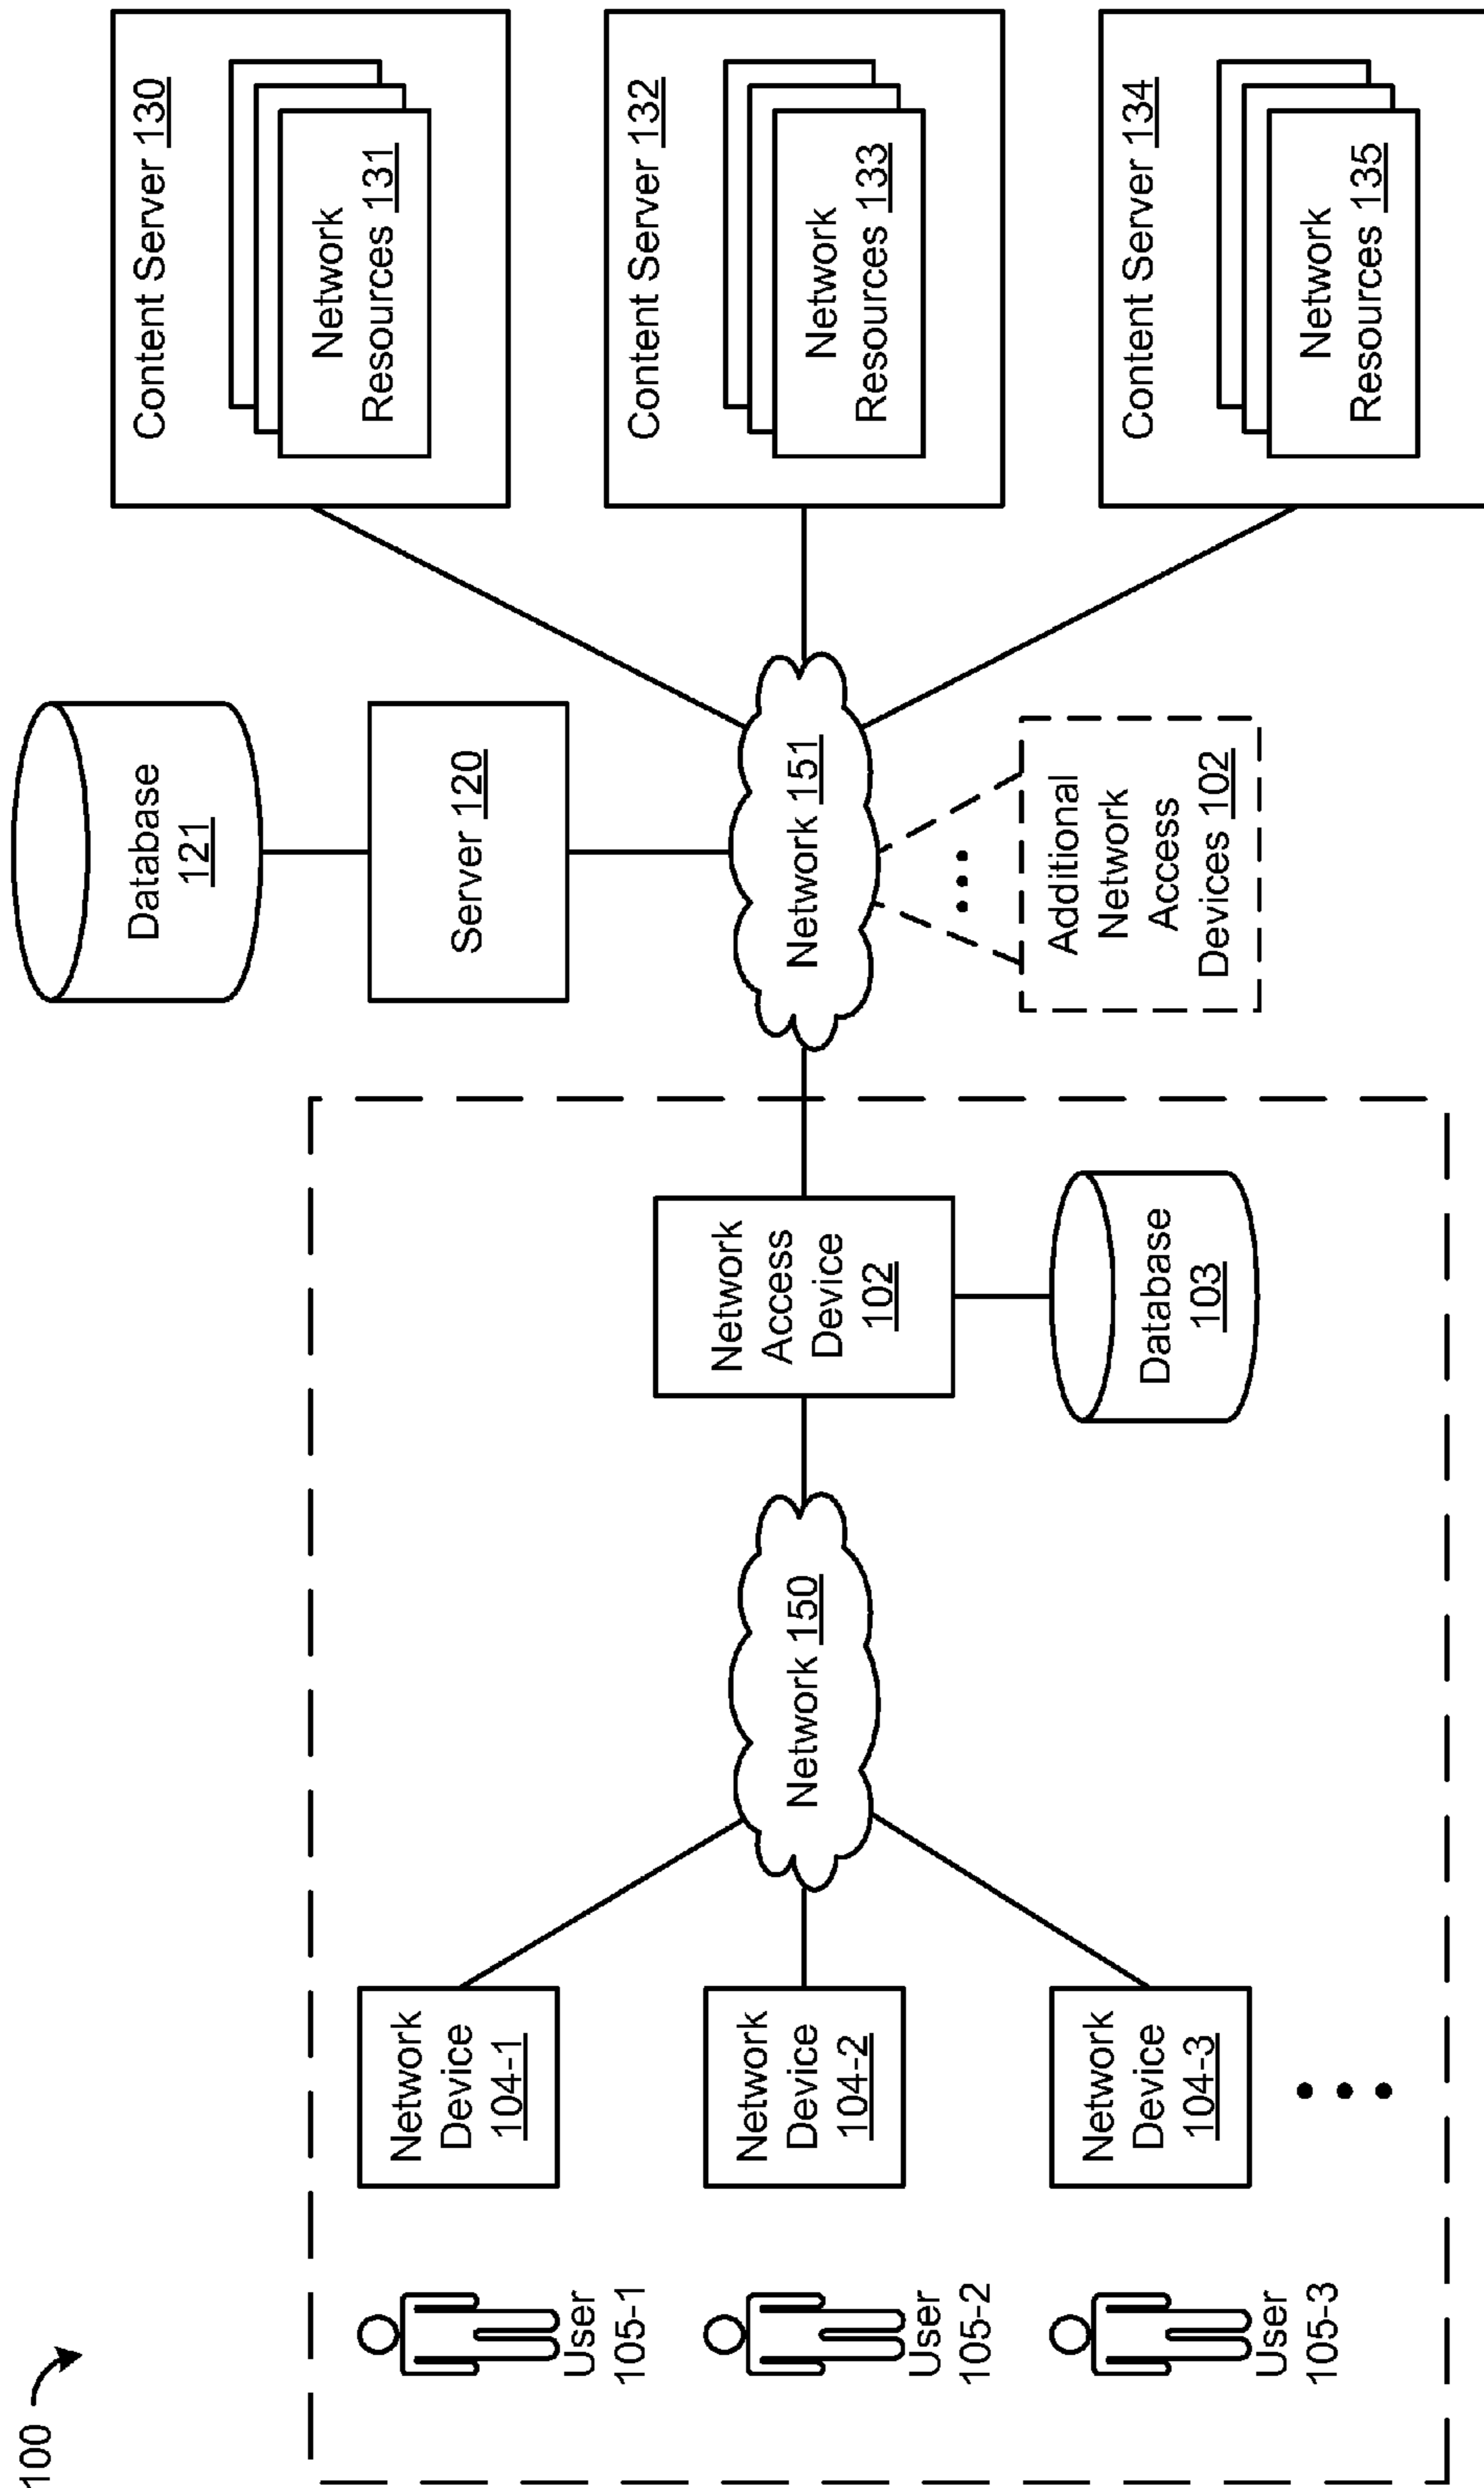 100
User
105-1
User
105-2
User
105-3
Network
Device
104-1
Network
Device
104-2
Network
Device
104-3
Network 150
Network
Access
Device
102
Database
103
Database
121
Server 120
Network 151
Additional
Network
Access
Devices 102
Content Server 130
Network
Resources 131
Content Server 132
Network
Resources 133
Content Server 134
Network
Resources 135